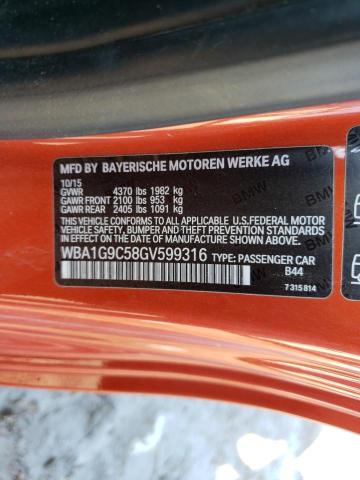 MFD BY BAYERISCHE MOTOREN WERKE AG
10/15
GVWR 4370 lbs 1982 kg
GAWR FRONT 2100 lbs 953 kg
GAWR REAR 2405 lbs 1091 kg
THIS VEHICLE CONFORMS TO ALL APPLICABLE U.S.FEDERAL MOTOR
VEHICLE SAFETY, BUMPER, AND THEFT PREVENTION STANDARDS
IN EFFECT ON THE DATE OF MANUFACTURE SHOWN ABOVE.
WBA1G9C58GV599316 TYPE: PASSENGER CAR
B44
7 315 814
BMW
BMW
BMW